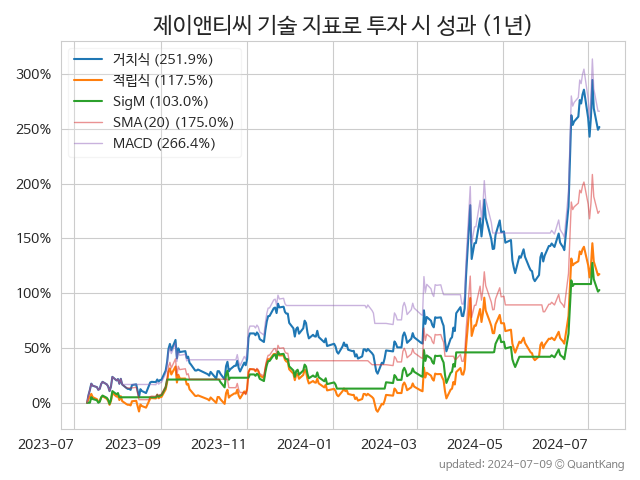 제이앤티씨 기술 지표로 투자 시 성과 (1년)
거치식 (251.9%)
적립식 (117.5%)
SigM (103.0%)
SMA(20) (175.0%)
MACD (266.4%)
300%
250%
200%
150%
100%
50%
0%
2023-07 2023-09 2023-11 2024-01 2024-03 2024-05 2024-07
updated: 2024-07-09 © QuantKang